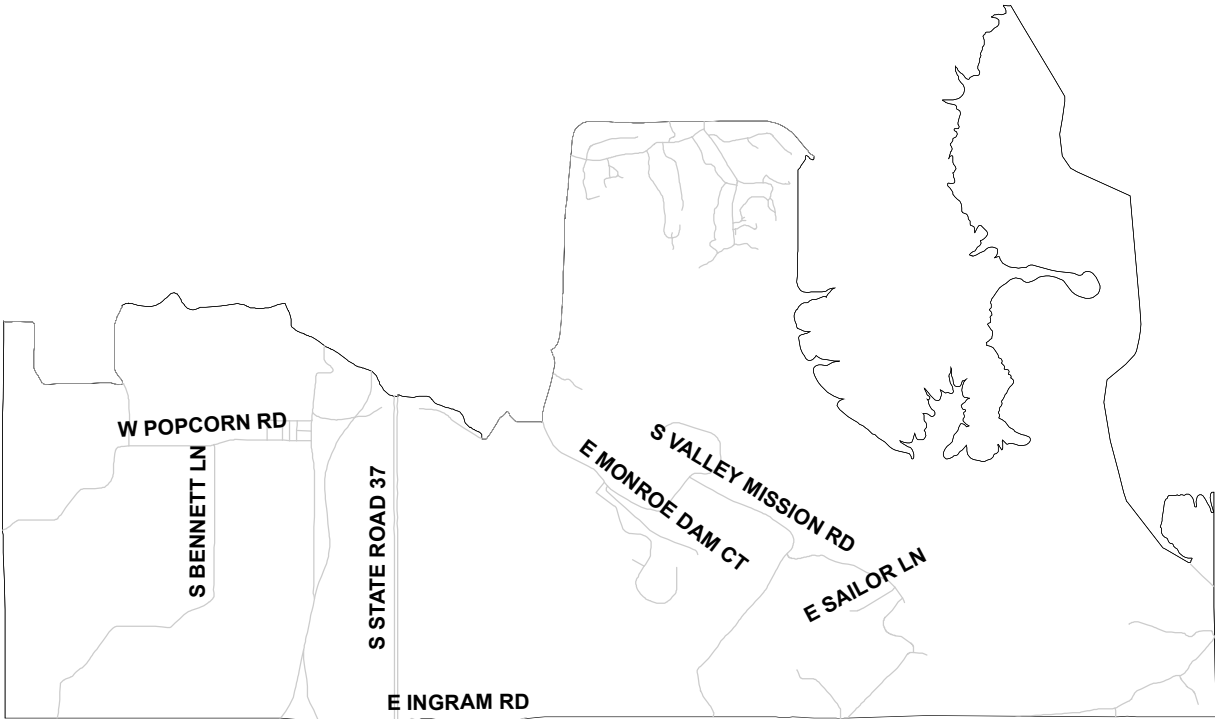 W POPCORN RD
S BENNETT LN
S STATE ROAD 37
S VALLEY MISSION RD
E MONROE DAM CT
E SAILOR LN
E INGRAM RD